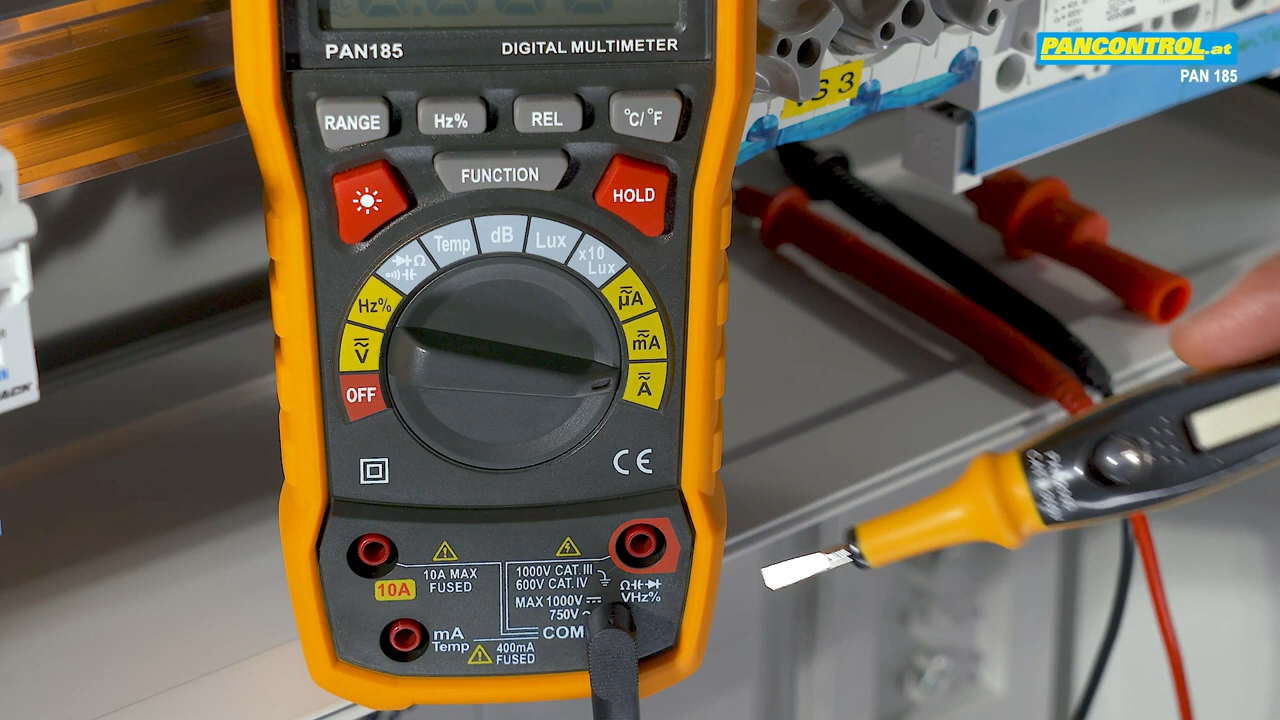 PANCONTROL.at
PAN 185
PAN185
DIGITAL MULTIMETER
S 3
RANGE
Hz%
REL
°C/°F
FUNCTION
HOLD
Temp
dB
Lux
x10 Lux
Ω
Hz%
V
OFF
µA
mA
A
CE
10A MAX
FUSED
10A
1000V CAT. III
600V CAT. IV
MAX 1000V
750V ~
Ω
VHz%
COM
mA
Temp
400mA
FUSED